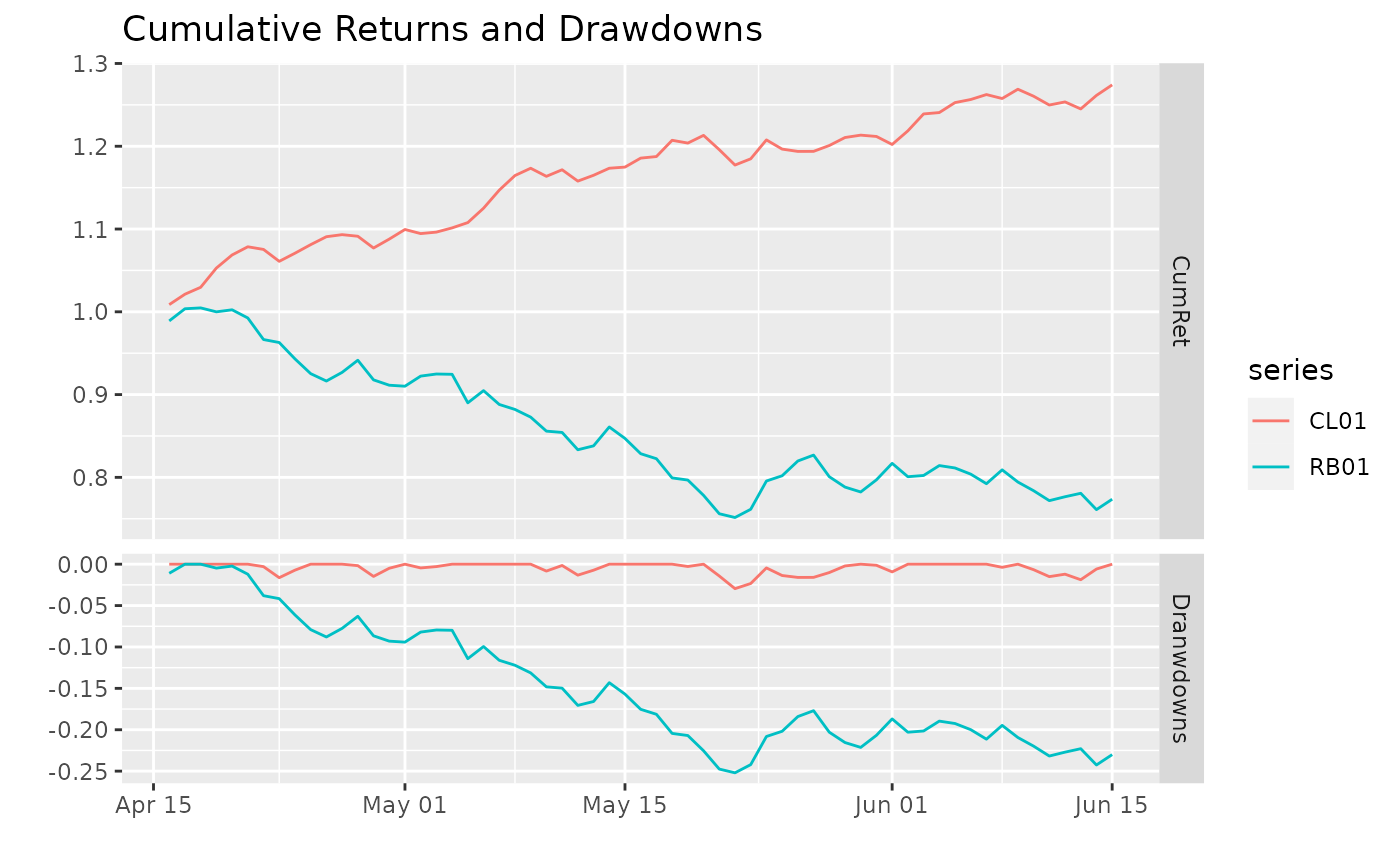 Cumulative Returns and Drawdowns
1.3
1.2
1.1
1.0
0.9
0.8
CumRet
0.00
-0.05
-0.10
-0.15
-0.20
-0.25
Dranwdowns
Apr 15
May 01
May 15
Jun 01
Jun 15
series
CL01
RB01